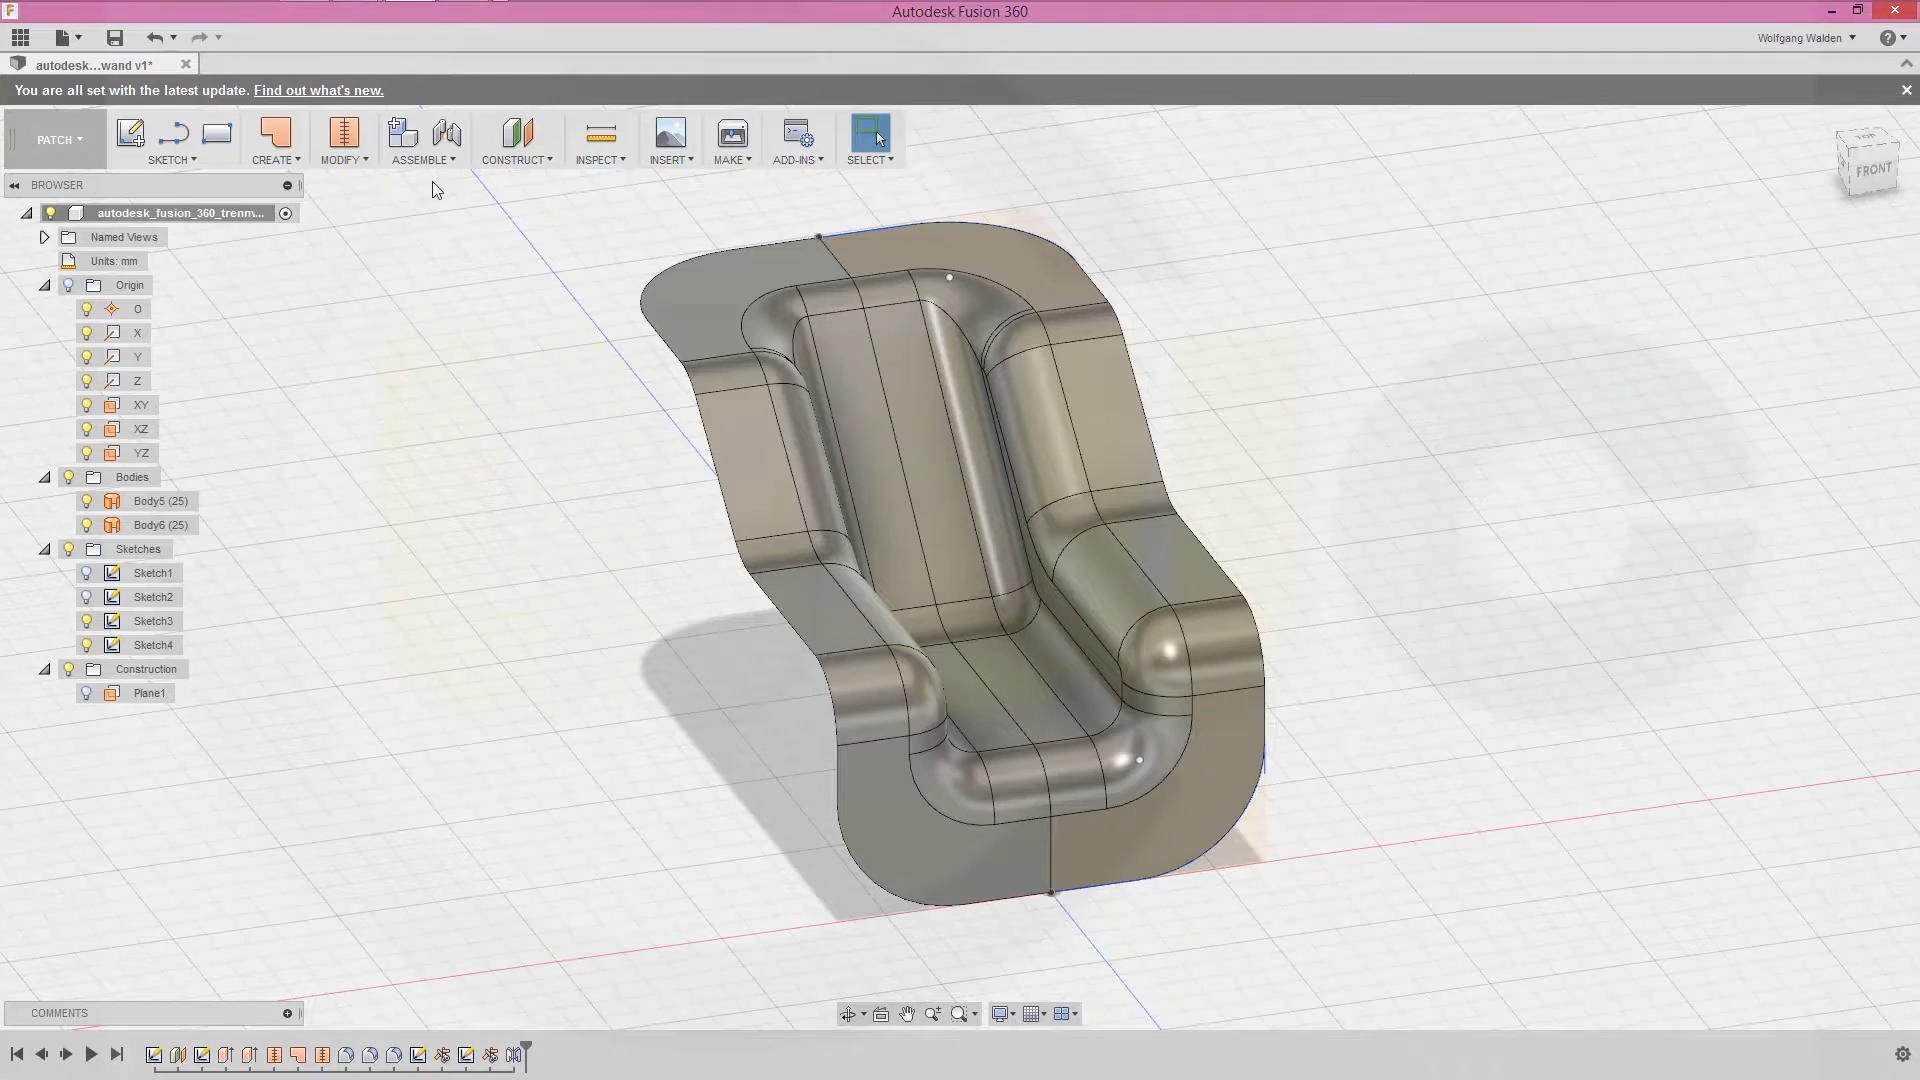 Autodesk Fusion 360
Wolfgang Walden
autodesk...wand v1*
You are all set with the latest update. Find out what's new.
PATCH
SKETCH
CREATE
MODIFY
ASSEMBLE
CONSTRUCT
INSPECT
INSERT
MAKE
ADD-INS
SELECT
TOP
FRONT
BROWSER
autodesk_fusion_360_trennv...
Named Views
Units: mm
Origin
O
X
Y
Z
XY
XZ
YZ
Bodies
Body5 (25)
Body6 (25)
Sketches
Sketch1
Sketch2
Sketch3
Sketch4
Construction
Plane1
COMMENTS